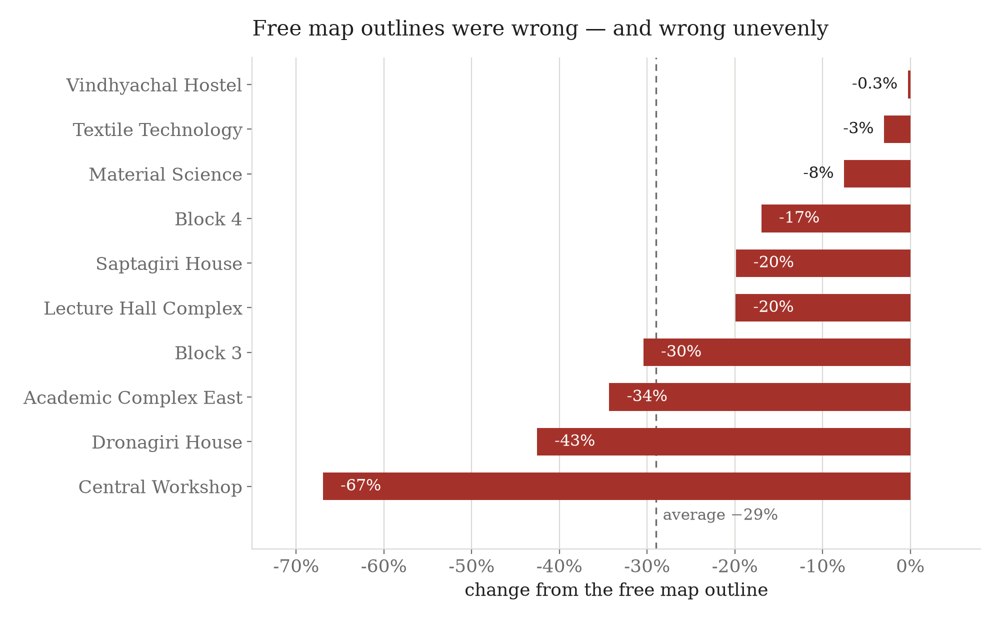 Free map outlines were wrong — and wrong unevenly
Vindhyachal Hostel -0.3%
Textile Technology -3%
Material Science -8%
Block 4 -17%
Saptagiri House -20%
Lecture Hall Complex -20%
Block 3 -30%
Academic Complex East -34%
Dronagiri House -43%
Central Workshop -67%
average −29%
-70% -60% -50% -40% -30% -20% -10% 0%
change from the free map outline